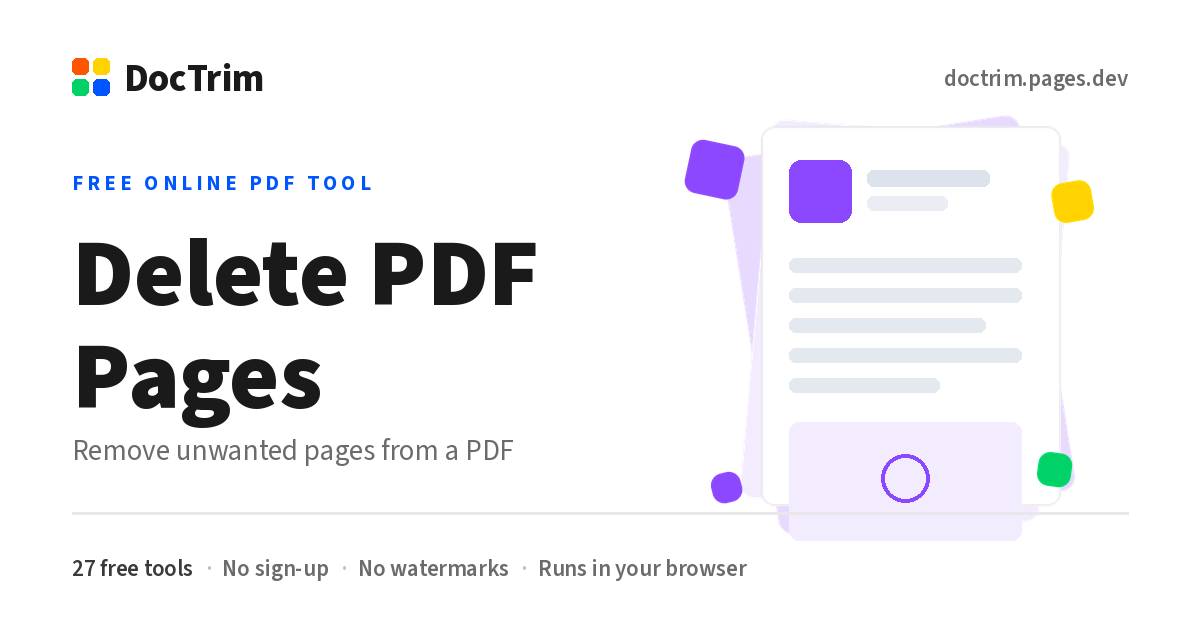 DocTrim
doctrim.pages.dev
FREE ONLINE PDF TOOL
Delete PDF
Pages
Remove unwanted pages from a PDF
27 free tools · No sign-up · No watermarks · Runs in your browser